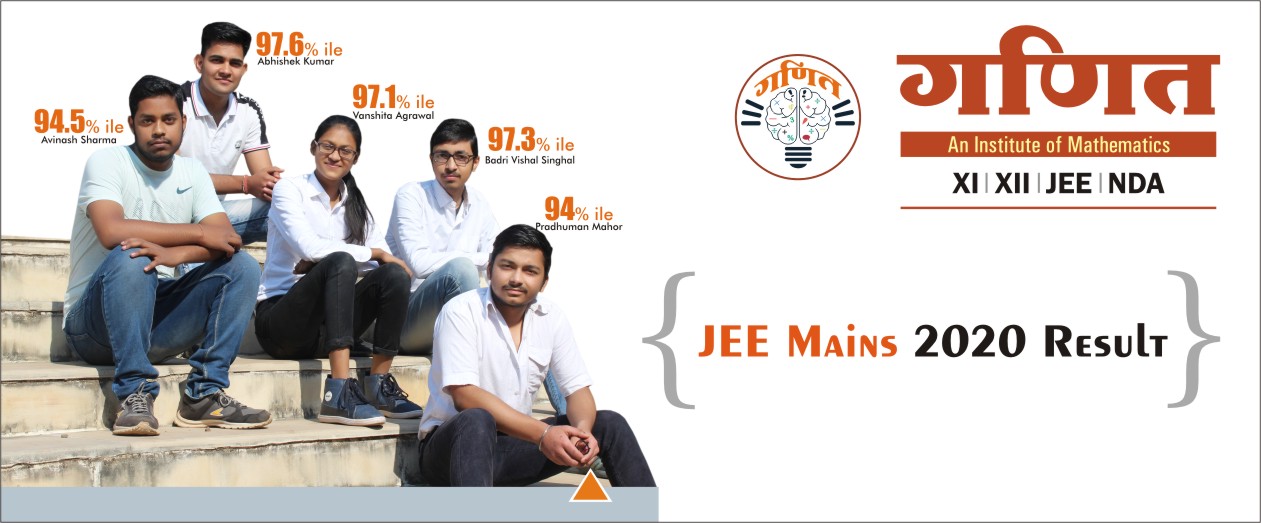 97.6% ile
Abhishek Kumar
97.1% ile
Vanshita Agrawal
94.5% ile
Avinash Sharma
97.3% ile
Badri Vishal Singhal
94% ile
Pradhuman Mahor
गणित
गणित
An Institute of Mathematics
XI | XII | JEE | NDA
{ JEE Mains 2020 Result }